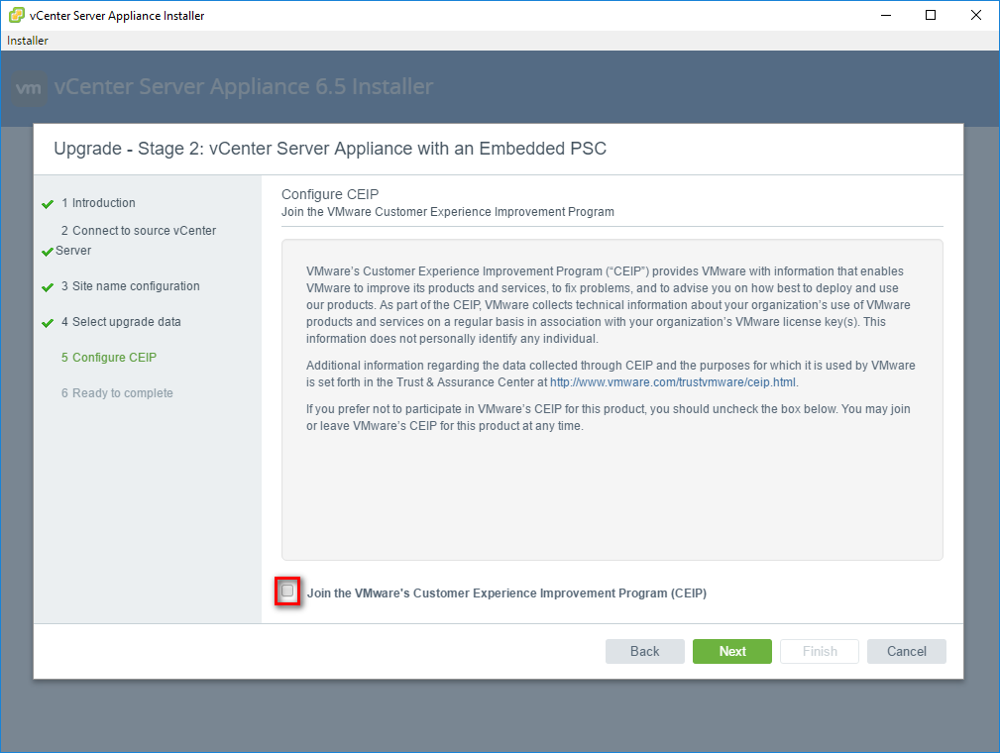 vCenter Server Appliance Installer
Installer
vm vCenter Server Appliance 6.5 Installer
Upgrade - Stage 2: vCenter Server Appliance with an Embedded PSC
1 Introduction
2 Connect to source vCenter
Server
3 Site name configuration
4 Select upgrade data
5 Configure CEIP
6 Ready to complete
Configure CEIP
Join the VMware Customer Experience Improvement Program
VMware’s Customer Experience Improvement Program (“CEIP”) provides VMware with information that enables
VMware to improve its products and services, to fix problems, and to advise you on how best to deploy and use
our products. As part of the CEIP, VMware collects technical information about your organization’s use of VMware
products and services on a regular basis in association with your organization’s VMware license key(s). This
information does not personally identify any individual.
Additional information regarding the data collected through CEIP and the purposes for which it is used by VMware
is set forth in the Trust & Assurance Center at http://www.vmware.com/trustvmware/ceip.html.
If you prefer not to participate in VMware’s CEIP for this product, you should uncheck the box below. You may join
or leave VMware’s CEIP for this product at any time.
Join the VMware's Customer Experience Improvement Program (CEIP)
Back Next Finish Cancel